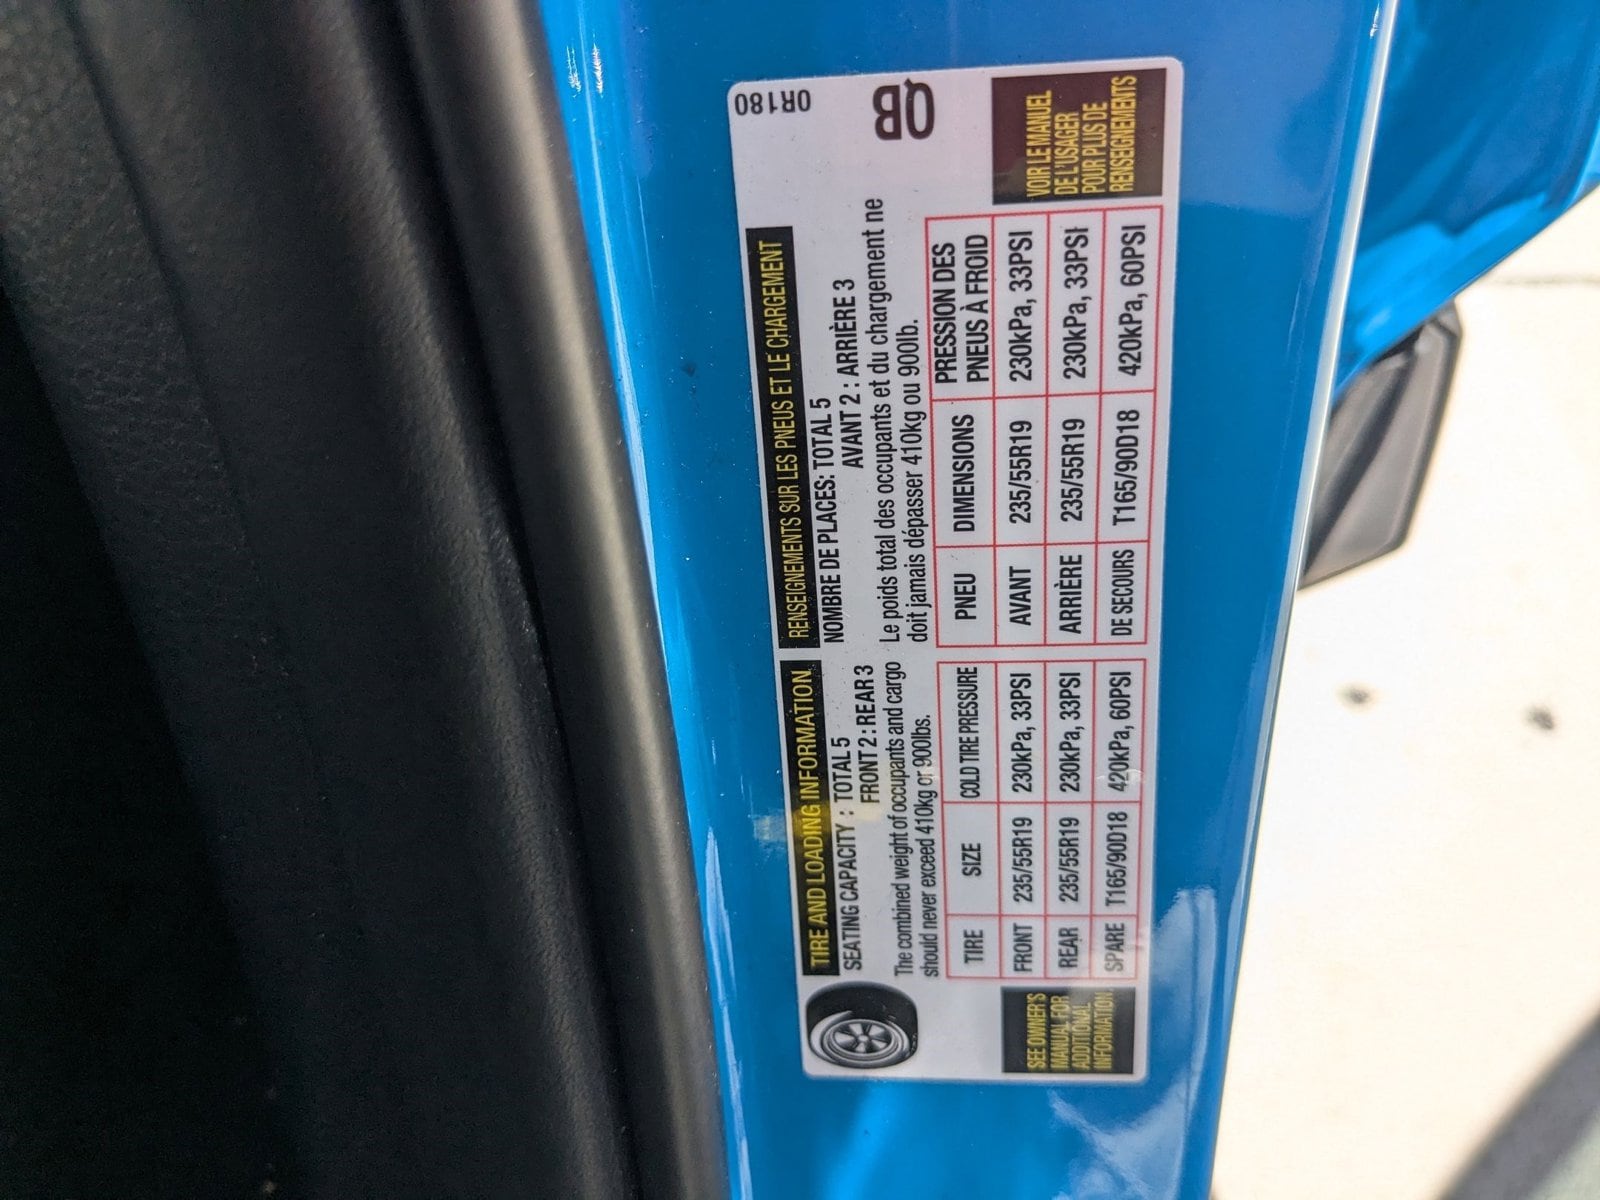 TIRE AND LOADING INFORMATION
SEATING CAPACITY : TOTAL 5
FRONT 2 : REAR 3
The combined weight of occupants and cargo
should never exceed 410kg or 900lbs.
TIRE SIZE COLD TIRE PRESSURE
FRONT 235/55R19 230kPa, 33PSI
REAR 235/55R19 230kPa, 33PSI
SPARE T165/90D18 420kPa, 60PSI
SEE OWNER'S
MANUAL FOR
ADDITIONAL
INFORMATION.
RENSEIGNEMENTS SUR LES PNEUS ET LE CHARGEMENT
NOMBRE DE PLACES: TOTAL 5
AVANT 2 : ARRIÈRE 3
Le poids total des occupants et du chargement ne
doit jamais dépasser 410kg ou 900lb.
PNEU DIMENSIONS PRESSION DES
PNEUS À FROID
AVANT 235/55R19 230kPa, 33PSI
ARRIÈRE 235/55R19 230kPa, 33PSI
DE SECOURS T165/90D18 420kPa, 60PSI
VOIR LE MANUEL
DE L'USAGER
POUR PLUS DE
RENSEIGNEMENTS
0R180
QB